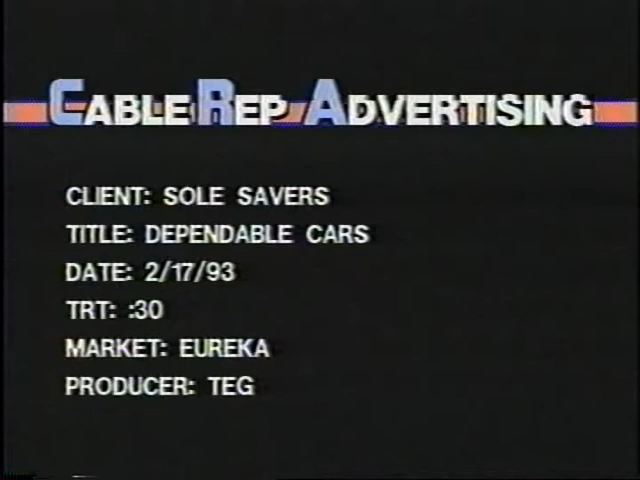 CABLE REP ADVERTISING
CLIENT: SOLE SAVERS
TITLE: DEPENDABLE CARS
DATE: 2/17/93
TRT: :30
MARKET: EUREKA
PRODUCER: TEG